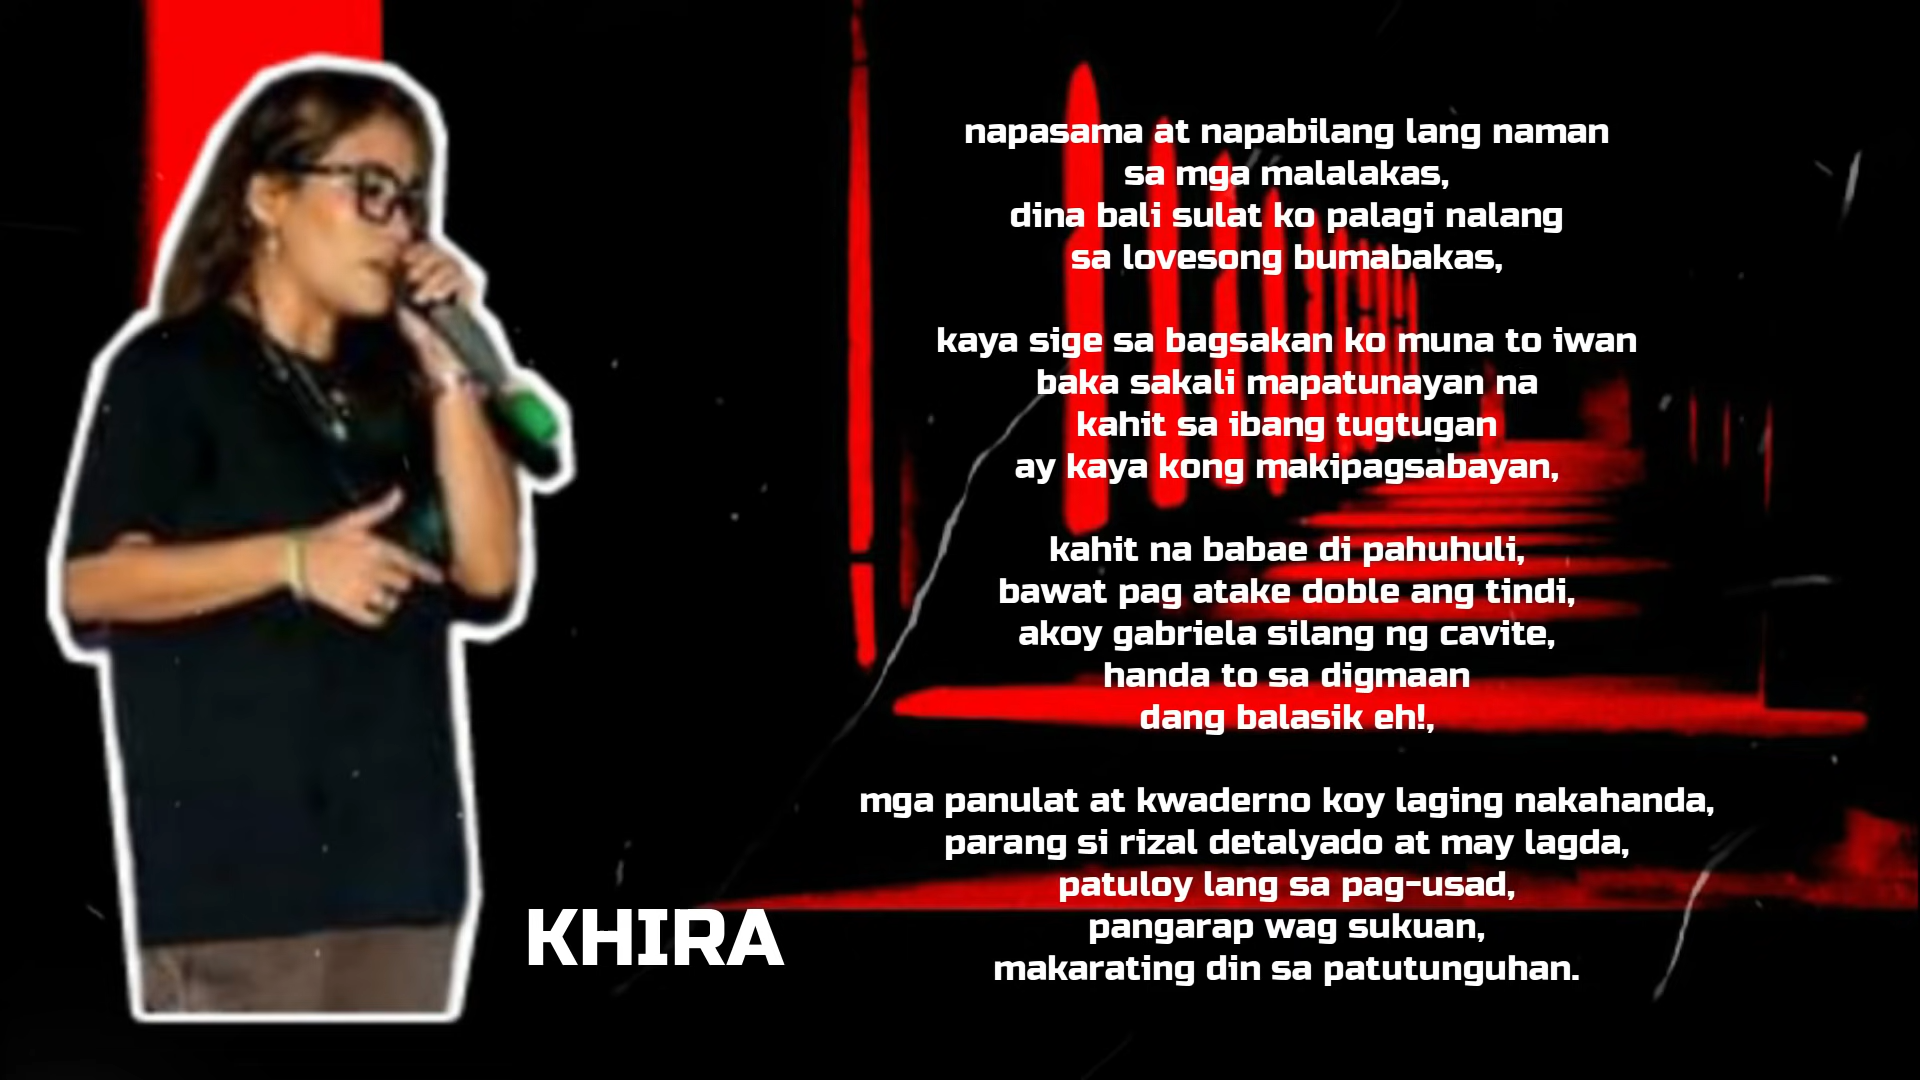 napasama at napabilang lang naman
sa mga malalakas,
dina bali sulat ko palagi nalang
sa lovesong bumabakas,
kaya sige sa bagsakan ko muna to iwan
baka sakali mapatunayan na
kahit sa ibang tugtugan
ay kaya kong makipagsabayan,
kahit na babae di pahuhuli,
bawat pag atake doble ang tindi,
akoy gabriela silang ng cavite,
handa to sa digmaan
dang balasik eh!,
mga panulat at kwaderno koy laging nakahanda,
parang si rizal detalyado at may lagda,
patuloy lang sa pag-usad,
pangarap wag sukuan,
makarating din sa patutunguhan.
KHIRA